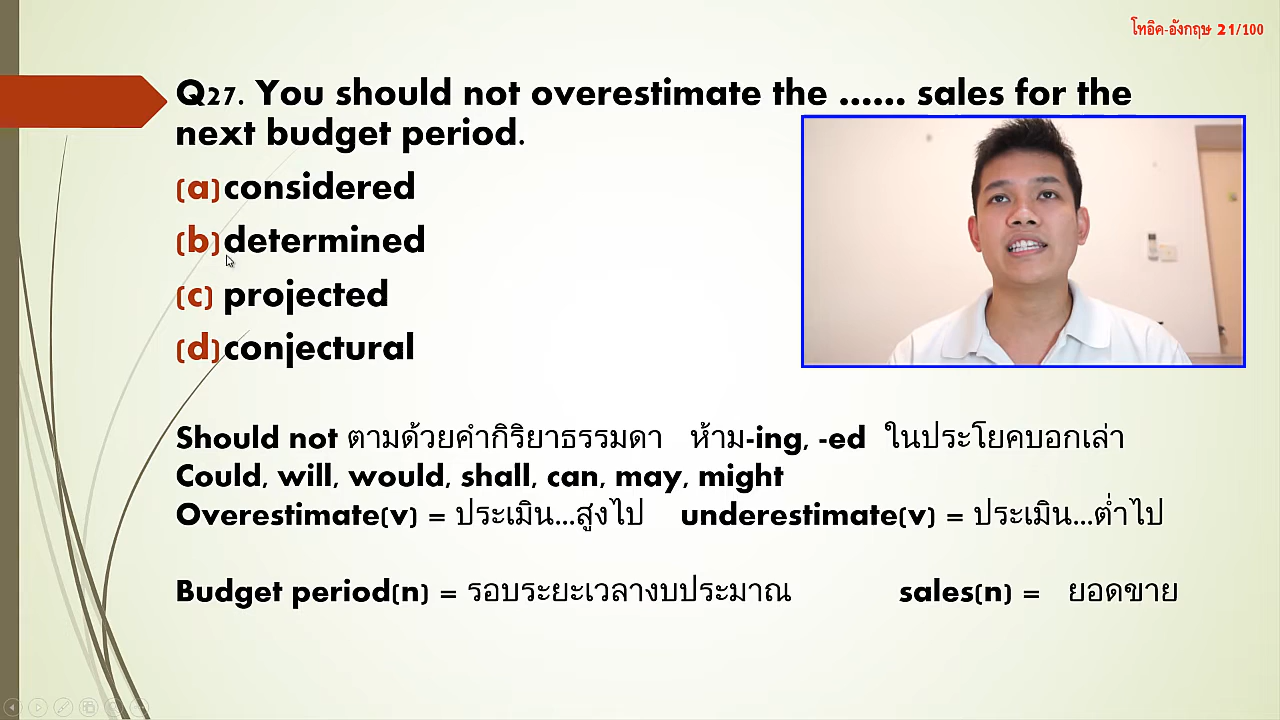 โทอิค-อังกฤษ 21/100
Q27. You should not overestimate the ...... sales for the
next budget period.
(a)considered
(b)determined
(c) projected
(d)conjectural
Should not ตามด้วยคำกิริยาธรรมดา ห้าม-ing, -ed ในประโยคบอกเล่า
Could, will, would, shall, can, may, might
Overestimate(v) = ประเมิน...สูงไป underestimate(v) = ประเมิน...ต่ำไป
Budget period(n) = รอบระยะเวลางบประมาณ sales(n) = ยอดขาย